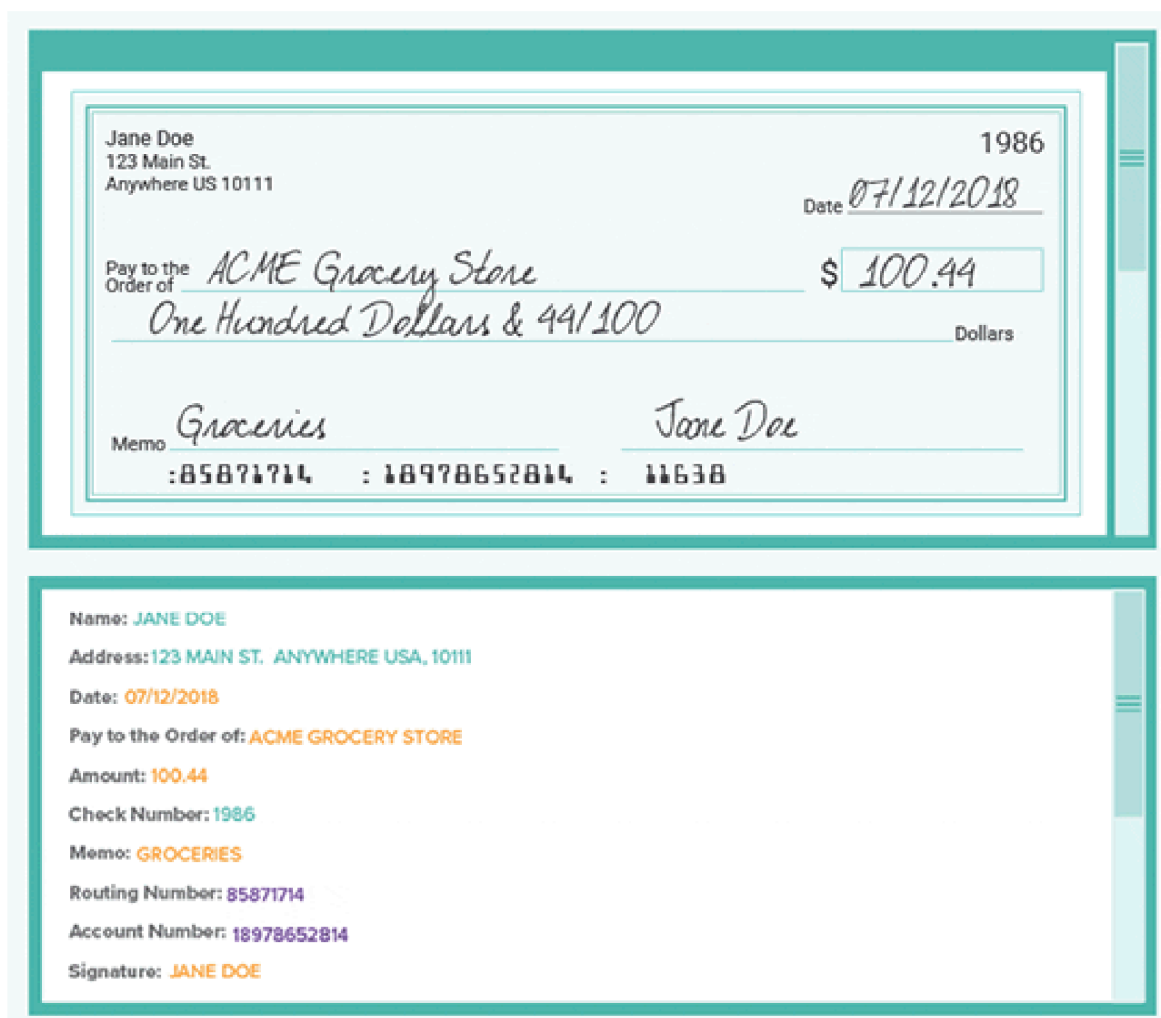 Jane Doe
123 Main St.
Anywhere US 10111
1986
Date 07/12/2018
Pay to the
Order of ACME Grocery Store $ 100.44
One Hundred Dollars & 44/100 Dollars
Memo Groceries Jane Doe
:85871714 : 18978652814 : 11638
Name: JANE DOE
Address: 123 MAIN ST. ANYWHERE USA, 10111
Date: 07/12/2018
Pay to the Order of: ACME GROCERY STORE
Amount: 100.44
Check Number: 1986
Memo: GROCERIES
Routing Number: 85871714
Account Number: 18978652814
Signature: JANE DOE